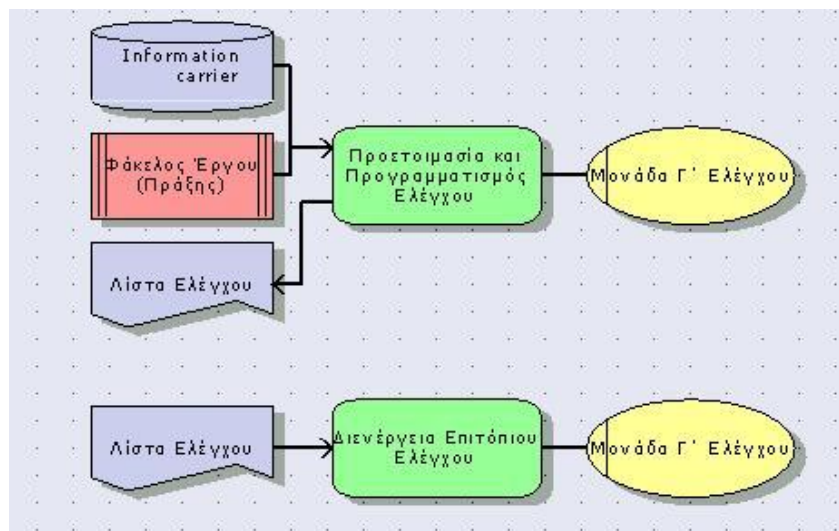 Information
carrier
Φάκελος Έργου
(Πράξης)
Προετοιμασία και
Προγραμματισμός
Ελέγχου
Μονάδα Γ΄ Ελέγχου
Λίστα Ελέγχου
Λίστα Ελέγχου
Διενέργεια Επιτόπιου
Ελέγχου
Μονάδα Γ΄ Ελέγχου